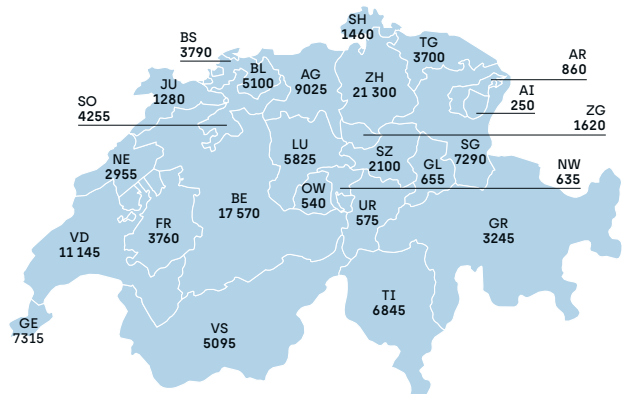 SH
1460
BS
3790
TG
3700
AR
860
BL
5100
AG
9025
ZH
21 300
JU
1280
AI
250
SO
4255
ZG
1620
LU
5825
SZ
2100
SG
7290
NE
2955
GL
655
NW
635
OW
540
BE
17 570
UR
575
FR
3760
GR
3245
VD
11 145
TI
6845
GE
7315
VS
5095